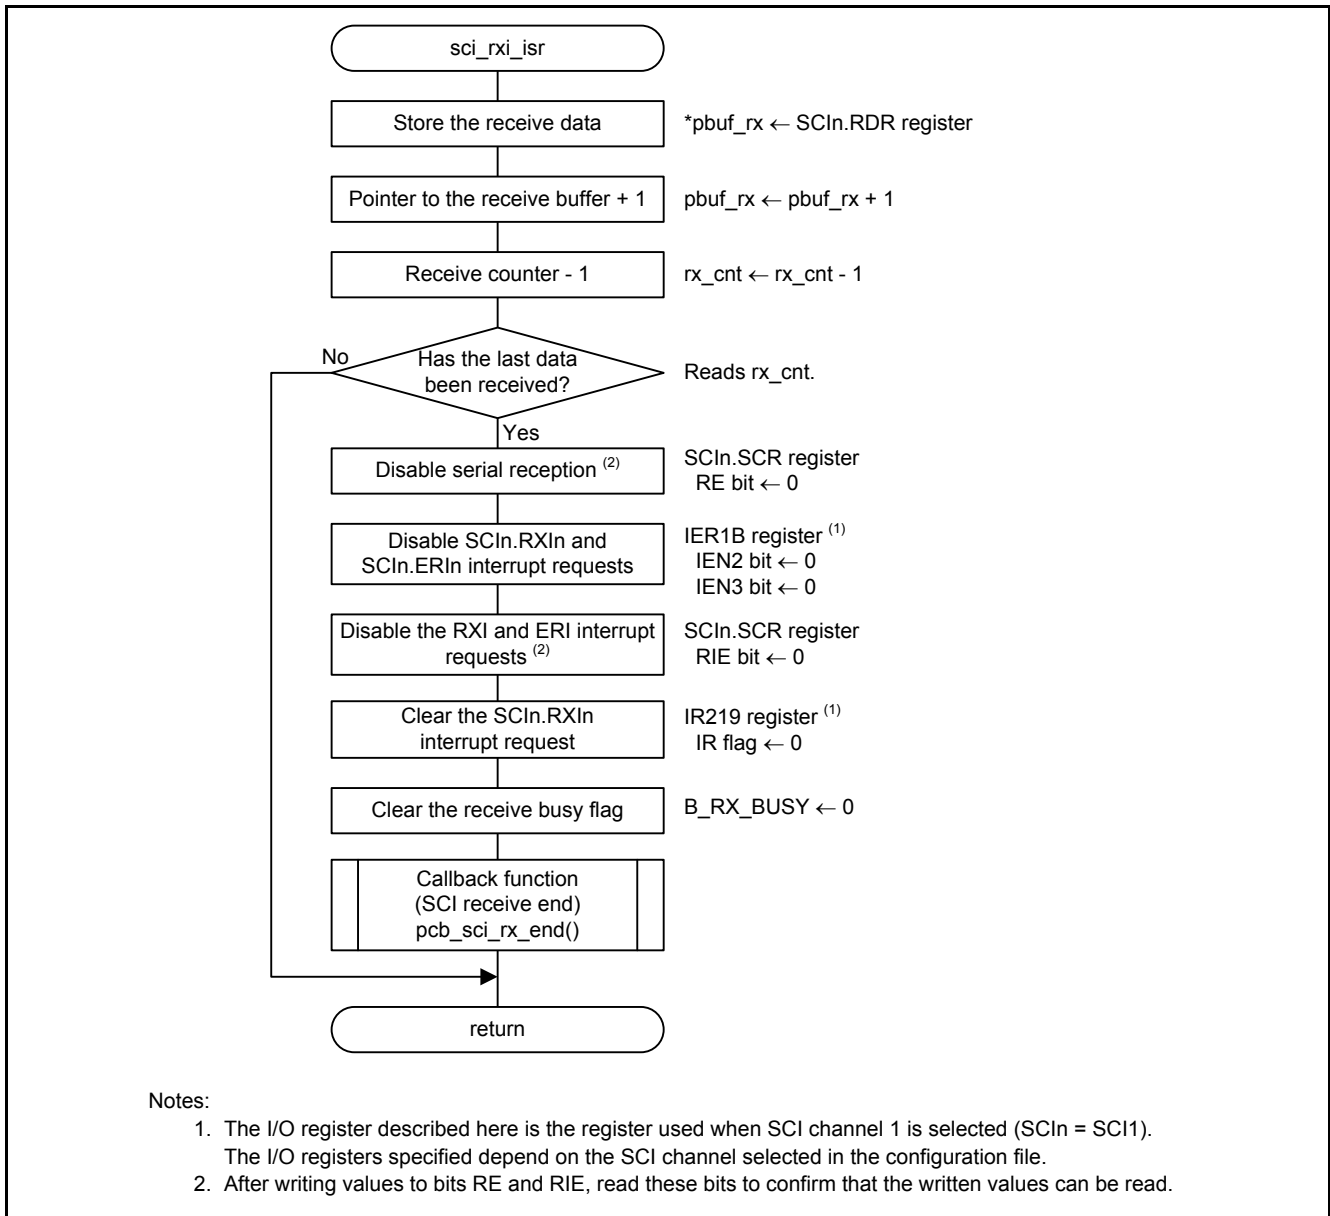 sci_rxi_isr
Store the receive data
*pbuf_rx ← SCIn.RDR register
Pointer to the receive buffer + 1
pbuf_rx ← pbuf_rx + 1
Receive counter - 1
rx_cnt ← rx_cnt - 1
No
Has the last data
been received?
Reads rx_cnt.
Yes
Disable serial reception (2)
SCIn.SCR register
RE bit ← 0
Disable SCIn.RXIn and
SCIn.ERIn interrupt requests
IER1B register (1)
IEN2 bit ← 0
IEN3 bit ← 0
Disable the RXI and ERI interrupt
requests (2)
SCIn.SCR register
RIE bit ← 0
Clear the SCIn.RXIn
interrupt request
IR219 register (1)
IR flag ← 0
Clear the receive busy flag
B_RX_BUSY ← 0
Callback function
(SCI receive end)
pcb_sci_rx_end()
return
Notes:
1. The I/O register described here is the register used when SCI channel 1 is selected (SCIn = SCI1).
The I/O registers specified depend on the SCI channel selected in the configuration file.
2. After writing values to bits RE and RIE, read these bits to confirm that the written values can be read.